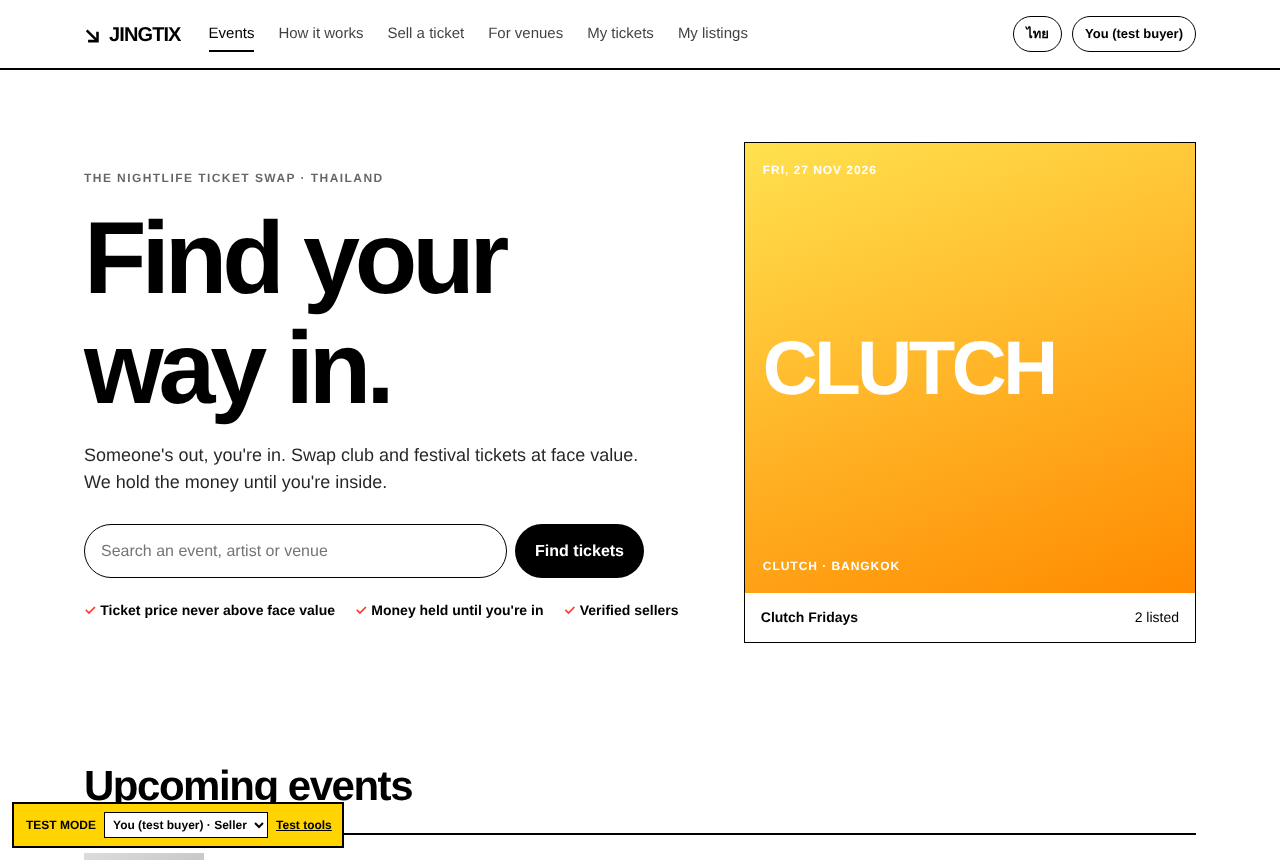 JINGTIX
Events
How it works
Sell a ticket
For venues
My tickets
My listings
ไทย
You (test buyer)
THE NIGHTLIFE TICKET SWAP · THAILAND
Find your
way in.
Someone's out, you're in. Swap club and festival tickets at face value.
We hold the money until you're inside.
Search an event, artist or venue
Find tickets
Ticket price never above face value
Money held until you're in
Verified sellers
FRI, 27 NOV 2026
CLUTCH
CLUTCH · BANGKOK
Clutch Fridays
2 listed
Upcoming events
TEST MODE
You (test buyer) · Seller
Test tools